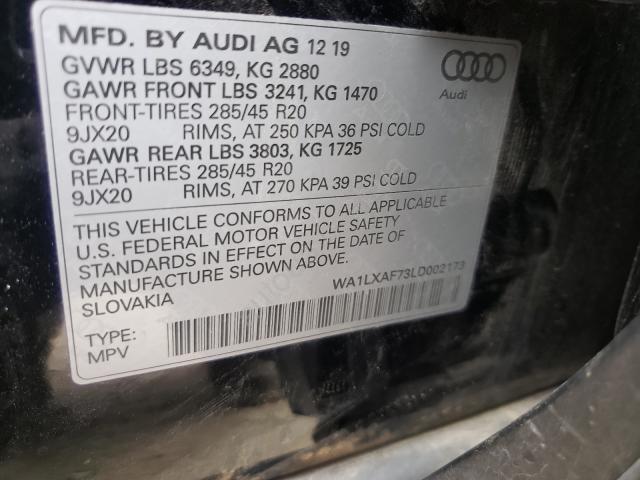 MFD. BY AUDI AG 12 19
GVWR LBS 6349, KG 2880
GAWR FRONT LBS 3241, KG 1470
FRONT-TIRES 285/45 R20
9JX20 RIMS, AT 250 KPA 36 PSI COLD
GAWR REAR LBS 3803, KG 1725
REAR-TIRES 285/45 R20
9JX20 RIMS, AT 270 KPA 39 PSI COLD
THIS VEHICLE CONFORMS TO ALL APPLICABLE
U.S. FEDERAL MOTOR VEHICLE SAFETY
STANDARDS IN EFFECT ON THE DATE OF
MANUFACTURE SHOWN ABOVE.
SLOVAKIA
WA1LXAF73LD002173
TYPE:
MPV
Audi